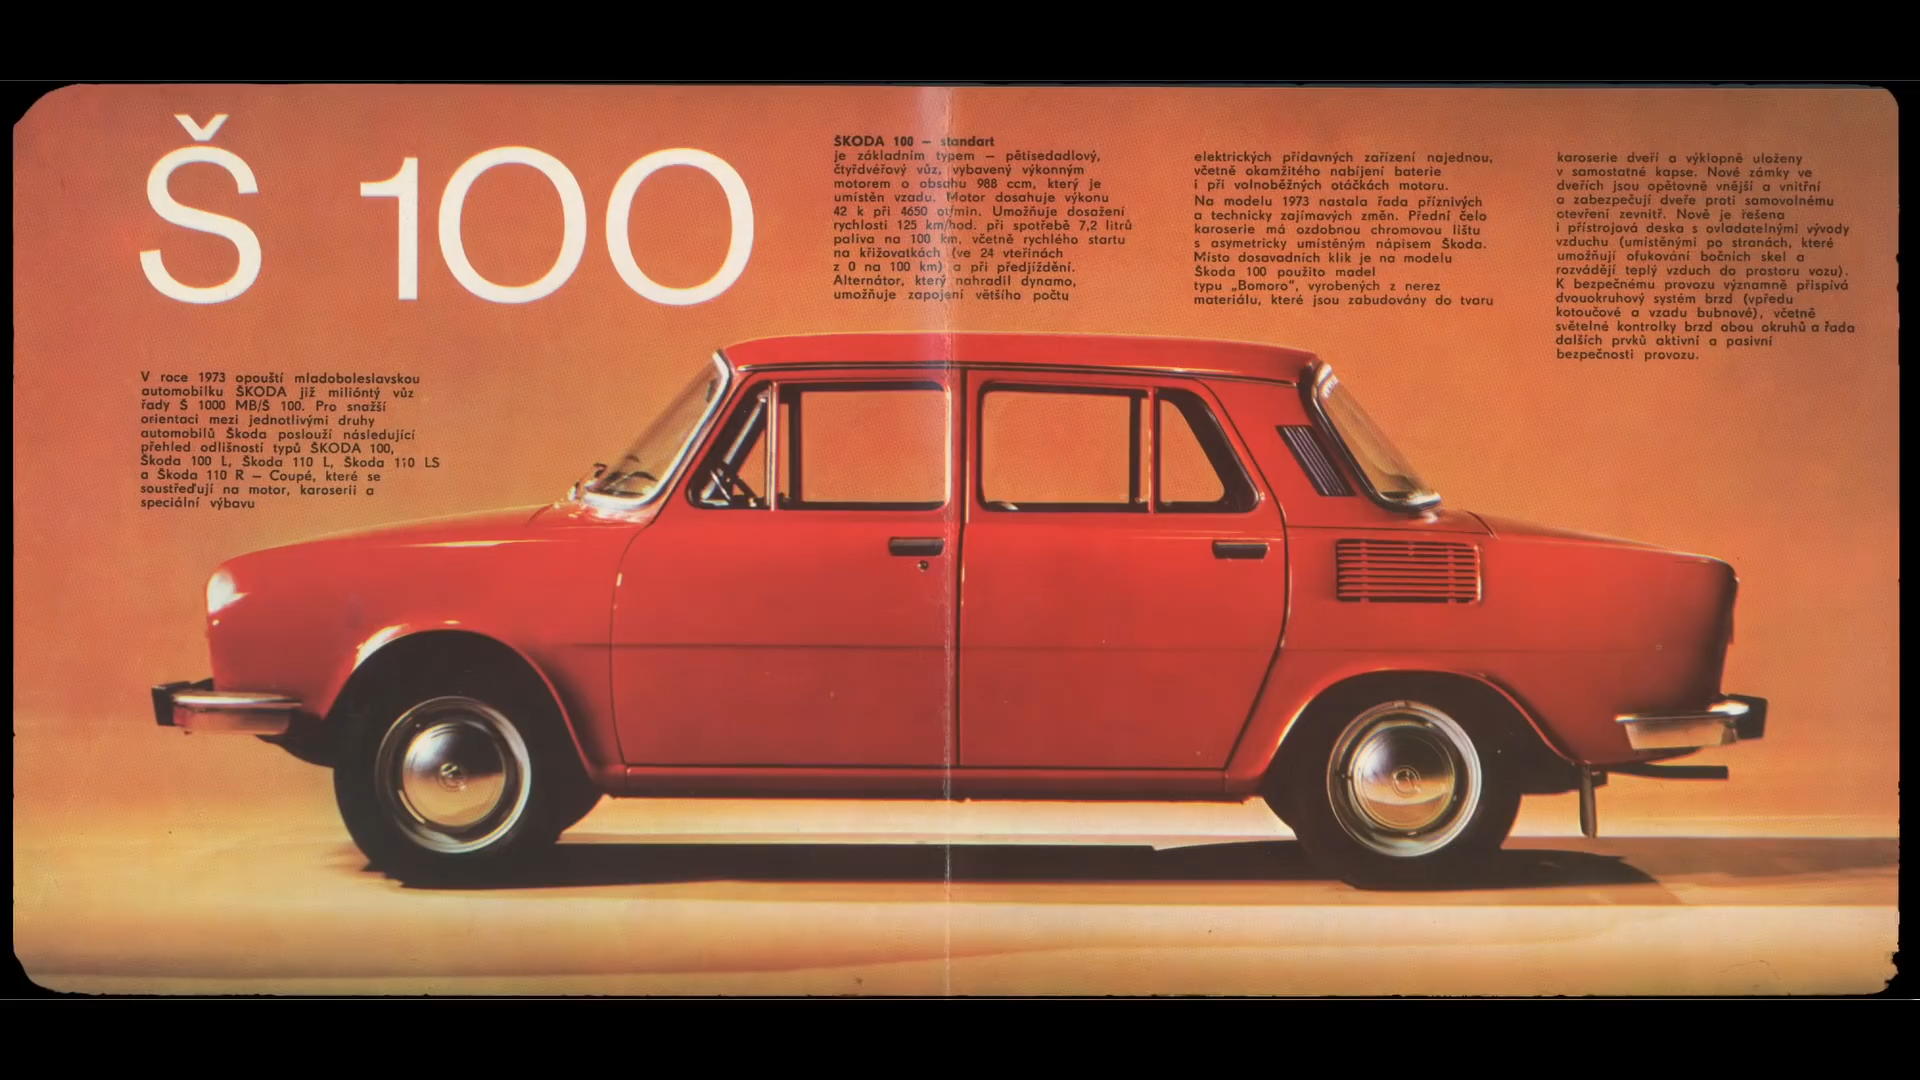 Š 100
V roce 1973 opouští mladoboleslavskou
automobilku ŠKODA již milióntý vůz
řady Š 1000 MB/Š 100. Pro snažší
orientaci mezi jednotlivými druhy
automobilů Škoda poslouží následující
přehled odlišností typů ŠKODA 100,
Škoda 100 L, Škoda 110 L, Škoda 110 LS
a Škoda 110 R – Coupé, které se
soustřeďují na motor, karoserii a
speciální výbavu
ŠKODA 100 – standart
je základním typem – pětisedadlový,
čtyřdvéřový vůz, vybavený výkonným
motorem o obsahu 988 ccm, který je
umístěn vzadu. Motor dosahuje výkonu
42 k při 4650 ot/min. Umožňuje dosažení
rychlosti 125 km/hod. při spotřebě 7,2 litrů
paliva na 100 km, včetně rychlého startu
na křižovatkách (ve 24 vteřinách
z 0 na 100 km) a při předjíždění.
Alternátor, který nahradil dynamo,
umožňuje zapojení většího počtu
elektrických přídavných zařízení najednou,
včetně okamžitého nabíjení baterie
i při volnoběžných otáčkách motoru.
Na modelu 1973 nastala řada příznivých
a technicky zajímavých změn. Přední čelo
karoserie má ozdobnou chromovou lištu
s asymetricky umístěným nápisem Škoda.
Místo dosavadních klik je na modelu
Škoda 100 použito madel
typu „Bomoro", vyrobených z nerez
materiálu, které jsou zabudovány do tvaru
karoserie dveří a výklopně uloženy
v samostatné kapse. Nové zámky ve
dveřích jsou opětovně vnější a vnitřní
a zabezpečují dveře proti samovolnému
otevření zevnitř. Nově je řešena
i přístrojová deska s ovladatelnými vývody
vzduchu (umístěnými po stranách, které
umožňují ofukování bočních skel a
rozvádějí teplý vzduch do prostoru vozu).
K bezpečnému provozu významně přispívá
dvouokruhový systém brzd (vpředu
kotoučové a vzadu bubnové), včetně
světelné kontrolky brzd obou okruhů a řada
dalších prvků aktivní a pasivní
bezpečnosti provozu.